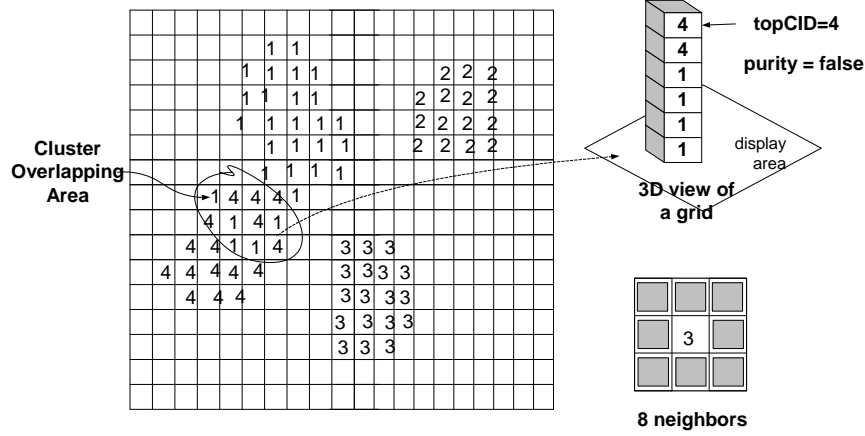 1 1
1 1 1 1 2 2 2
1 1 1 1 2 2 2 2
1 1 1 1 1 2 2 2 2
1 1 1 1 2 2 2 2
1 1 1 1
1 4 4 4 1
4 1 4 1
4 4 1 1 4 3 3 3
4 4 4 4 4 3 3 3 3
4 4 4 3 3 3 3
3 3 3 3
3 3 3
Cluster
Overlapping
Area
4
4
1
1
1
1
topCID=4
purity = false
display
area
3D view of
a grid
3
8 neighbors